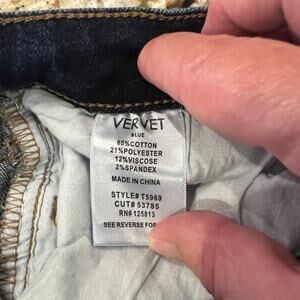 VERVET
BLUE
65%COTTON
21%POLYESTER
12%VISCOSE
2%SPANDEX
MADE IN CHINA
STYLE# T5969
CUT# 53785
RN# 125813
SEE REVERSE FOR